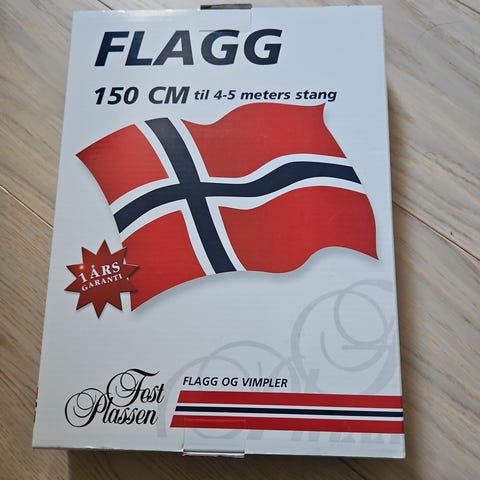 FLAGG
150 CM til 4-5 meters stang
1 ÅRS
GARANTI
Fest
Plassen
FLAGG OG VIMPLER